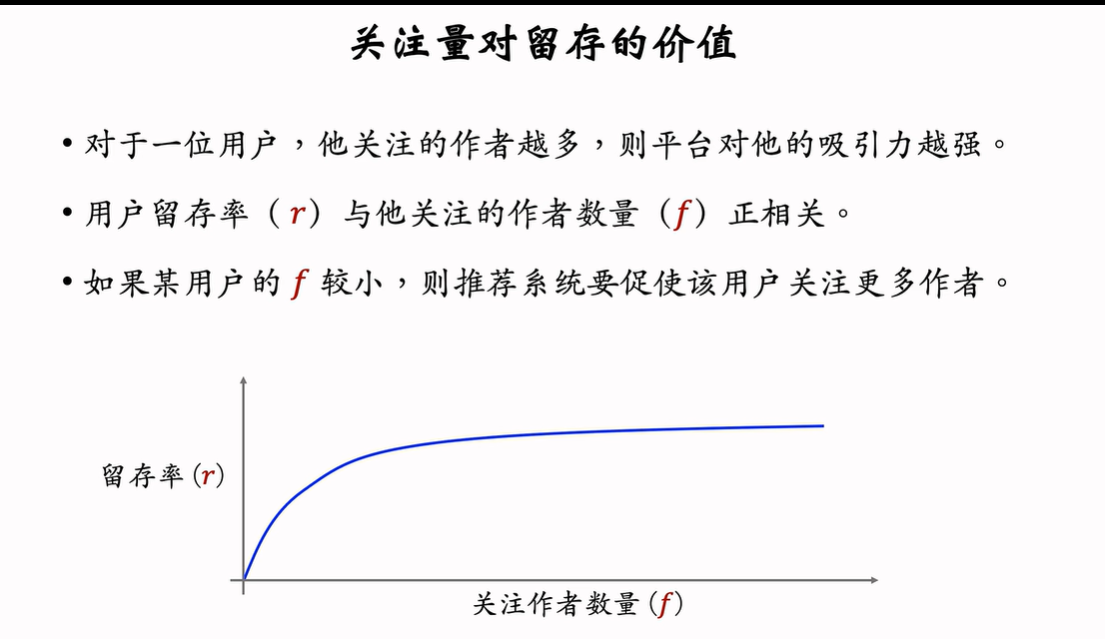 关注量对留存的价值
• 对于一位用户，他关注的作者越多，则平台对他的吸引力越强。
• 用户留存率（r）与他关注的作者数量（f）正相关。
• 如果某用户的 f 较小，则推荐系统要促使该用户关注更多作者。
留存率(r)
关注作者数量(f)